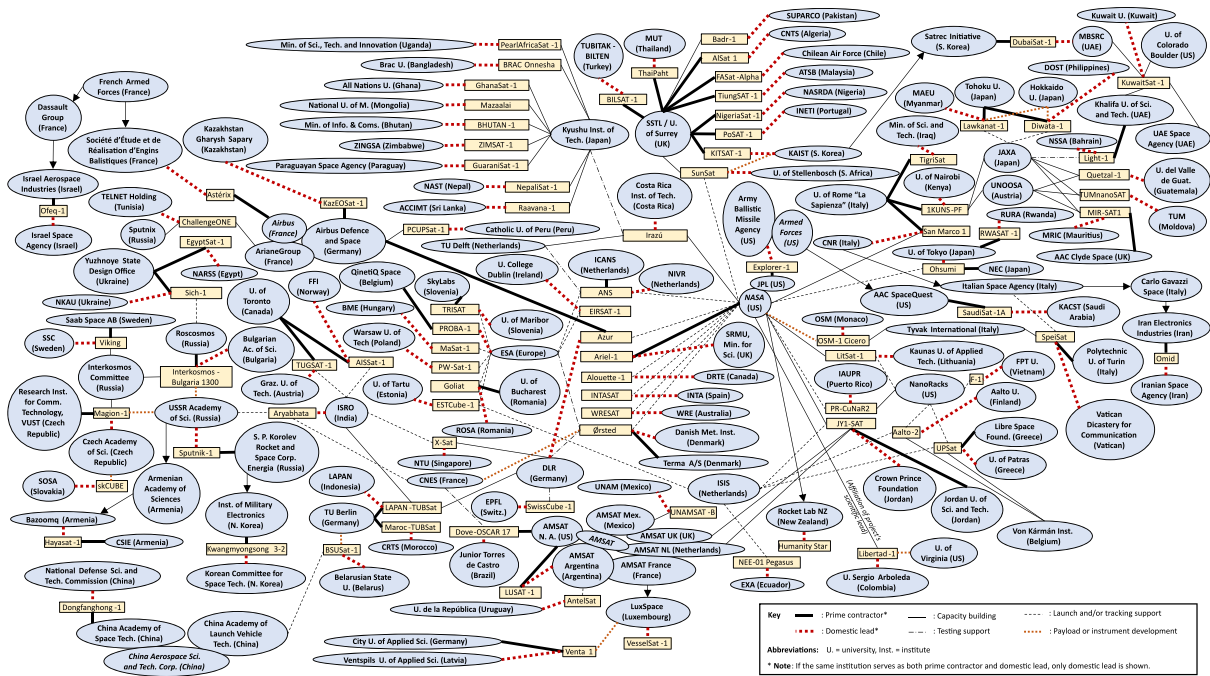 SUPARCO (Pakistan)
Kuwait U. (Kuwait)
Min. of Sci., Tech. and Innovation (Uganda)
PearlAfricaSat -1
TUBITAK -
BILTEN
(Turkey)
MUT
(Thailand)
Badr-1
CNTS (Algeria)
Satrec Initiative
(S. Korea)
DubaiSat -1
MBSRC
(UAE)
U. of
Colorado
Boulder (US)
Brac U. (Bangladesh)
BRAC Onnesha
AlSat 1
Chilean Air Force (Chile)
DOST (Philippines)
French Armed
Forces (France)
All Nations U. (Ghana)
GhanaSat -1
ThaiPaht
FASat -Alpha
ATSB (Malaysia)
KuwaitSat -1
MAEU
(Myanmar)
Tohoku U.
(Japan)
Hokkaido
U. (Japan)
Dassault
Group
(France)
National U. of M. (Mongolia)
Mazaalai
BILSAT -1
TiungSAT -1
NASRDA (Nigeria)
Khalifa U. of Sci.
and Tech. (UAE)
Kazakhstan
Gharysh Sapary
(Kazakhstan)
Min. of Info. & Coms. (Bhutan)
BHUTAN -1
Kyushu Inst. of
Tech. (Japan)
SSTL / U.
of Surrey
(UK)
NigeriaSat -1
INETI (Portugal)
Min. of Sci. and
Tech. (Iraq)
Lawkanat -1
Diwata -1
UAE Space
Agency (UAE)
Société d'Étude et de
Réalisation d'Engins
Balistiques (France)
ZINGSA (Zimbabwe)
ZIMSAT -1
PoSAT -1
KITSAT -1
KAIST (S. Korea)
TigriSat
JAXA
(Japan)
NSSA (Bahrain)
Light-1
Paraguayan Space Agency (Paraguay)
GuaraniSat -1
SunSat
U. of Stellenbosch (S. Africa)
U. of Nairobi
(Kenya)
Quetzal -1
U. del Valle
de Guat.
(Guatemala)
Israel Aerospace
Industries (Israel)
TELNET Holding
(Tunisia)
Astérix
NAST (Nepal)
NepaliSat -1
Costa Rica
Inst. of Tech.
(Costa Rica)
Army
Ballistic
Missile
Agency
(US)
U. of Rome "La
Sapienza" (Italy)
UNOOSA
(Austria)
TUMnanoSAT
Ofeq-1
KazEOSat -1
ACCIMT (Sri Lanka)
Raavana -1
Armed
Forces
(US)
1KUNS-PF
RURA (Rwanda)
MIR-SAT1
TUM
(Moldova)
Israel Space
Agency (Israel)
Sputnix
(Russia)
ChallengeONE
Airbus
(France)
ArianeGroup
(France)
Airbus Defence
and Space
(Germany)
PCUPSat -1
Catholic U. of Peru (Peru)
Irazú
CNR (Italy)
San Marco 1
RWASAT -1
MRIC (Mauritius)
EgyptSat -1
TU Delft (Netherlands)
U. of Tokyo (Japan)
AAC Clyde Space (UK)
Yuzhnoye State
Design Office
(Ukraine)
NARSS (Egypt)
QinetiQ Space
(Belgium)
SkyLabs
(Slovenia)
U. College
Dublin (Ireland)
ICANS
(Netherlands)
NIVR
(Netherlands)
Explorer -1
JPL (US)
Ohsumi
NEC (Japan)
FFI
(Norway)
ANS
Italian Space Agency (Italy)
Carlo Gavazzi
Space (Italy)
NKAU (Ukraine)
Sich-1
U. of
Toronto
(Canada)
BME (Hungary)
TRISAT
EIRSAT -1
NASA
(US)
AAC SpaceQuest
(US)
SaudiSat -1A
KACST (Saudi
Arabia)
Saab Space AB (Sweden)
PROBA-1
U. of Maribor
(Slovenia)
OSM (Monaco)
Tyvak International (Italy)
Iran Electronics
Industries (Iran)
SSC
(Sweden)
Viking
Roscosmos
(Russia)
Bulgarian
Ac. of Sci.
(Bulgaria)
Warsaw U. of
Tech (Poland)
MaSat -1
ESA (Europe)
Azur
SRMU,
Min. for
Sci. (UK)
OSM-1 Cicero
SpeiSat
Interkosmos
Committee
(Russia)
TUGSAT -1
AISSat -1
PW-Sat -1
Ariel-1
LitSat -1
Kaunas U. of Applied
Tech. (Lithuania)
Polytechnic
U. of Turin
(Italy)
Omid
Interkosmos -
Bulgaria 1300
Graz. U. of
Tech. (Austria)
U. of Tartu
(Estonia)
Goliat
U. of
Bucharest
(Romania)
Alouette -1
DRTE (Canada)
IAUPR
(Puerto Rico)
NanoRacks
(US)
F-1
FPT U.
(Vietnam)
Iranian Space
Agency (Iran)
Research Inst.
for Comm.
Technology,
VUST (Czech
Republic)
Magion-1
USSR Academy
of Sci. (Russia)
Aryabhata
ISRO
(India)
ESTCube -1
INTASAT
INTA (Spain)
PR-CuNaR2
Aalto U.
(Finland)
ROSA (Romania)
WRESAT
WRE (Australia)
JY1-SAT
Aalto -2
Libre Space
Found. (Greece)
Vatican
Dicastery for
Communication
(Vatican)
Czech Academy
of Sci. (Czech
Republic)
Sputnik-1
S. P. Korolev
Rocket and
Space Corp.
Energia (Russia)
X-Sat
Ørsted
Danish Met. Inst.
(Denmark)
UPSat
NTU (Singapore)
Terma A/S (Denmark)
U. of Patras
(Greece)
SOSA
(Slovakia)
skCUBE
Armenian
Academy of
Sciences
(Armenia)
LAPAN
(Indonesia)
CNES (France)
DLR
(Germany)
ISIS
(Netherlands)
Crown Prince
Foundation
(Jordan)
Jordan U. of
Sci. and Tech.
(Jordan)
Inst. of Military
Electronics
(N. Korea)
TU Berlin
(Germany)
LAPAN -TUBSat
EPFL
(Switz.)
SwissCube -1
UNAM (Mexico)
UNAMSAT -B
(Affiliation of project's
scientific lead)
Bazoomq (Armenia)
Maroc-TUBSat
Dove-OSCAR 17
AMSAT
N. A. (US)
AMSAT Mex.
(Mexico)
AMSAT UK (UK)
Rocket Lab NZ
(New Zealand)
Von Kármán Inst.
(Belgium)
Hayasat -1
CSIE (Armenia)
Kwangmyongsong 3-2
BSUSat -1
CRTS (Morocco)
AMSAT
AMSAT NL (Netherlands)
Humanity Star
Libertad -1
U. of
Virginia (US)
National Defense Sci. and
Tech. Commission (China)
Korean Committee for
Space Tech. (N. Korea)
Belarusian State
U. (Belarus)
Junior Torres
de Castro
(Brazil)
AMSAT
Argentina
(Argentina)
AMSAT France
(France)
NEE-01 Pegasus
EXA (Ecuador)
U. Sergio Arboleda
(Colombia)
Dongfanghong -1
LUSAT -1
AntelSat
U. de la República (Uruguay)
LuxSpace
(Luxembourg)
China Academy of
Space Tech. (China)
China Academy of
Launch Vehicle
Tech. (China)
City U. of Applied Sci. (Germany)
Venta 1
VesselSat -1
China Aerospace Sci.
and Tech. Corp. (China)
Ventspils U. of Applied Sci. (Latvia)
Key : Prime contractor* : Capacity building : Launch and/or tracking support
: Domestic lead* : Testing support : Payload or instrument development
Abbreviations: U. = university, Inst. = institute
* Note: If the same institution serves as both prime contractor and domestic lead, only domestic lead is shown.